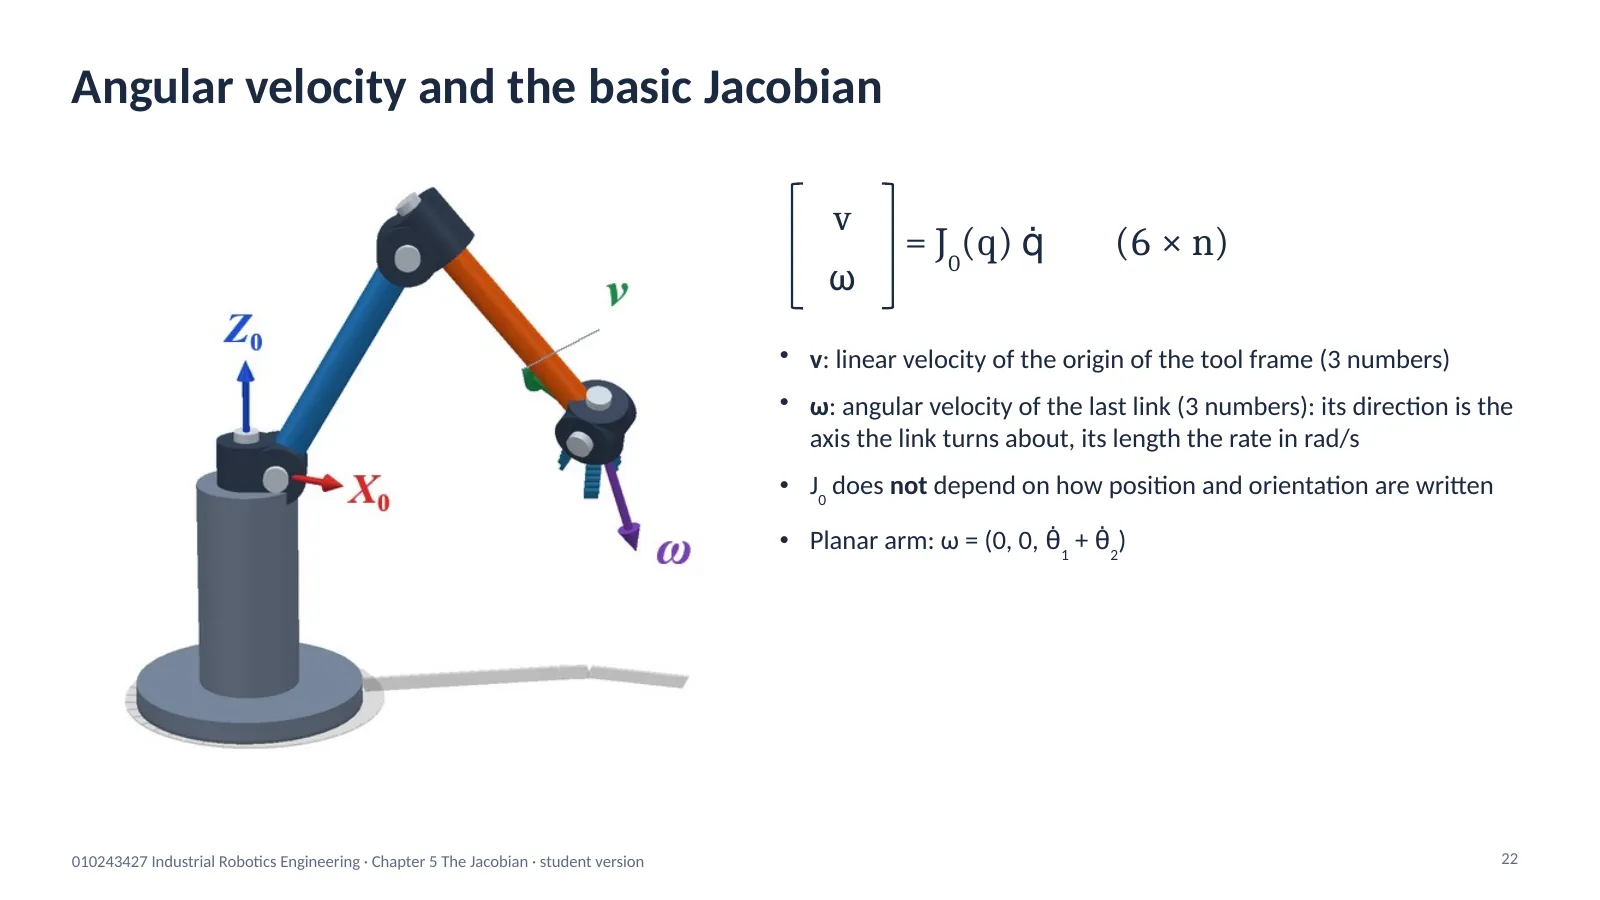 Angular velocity and the basic Jacobian
Z₀
X₀
v
ω
[ v ω ] = J₀(q) q̇ (6 × n)
• v: linear velocity of the origin of the tool frame (3 numbers)
• ω: angular velocity of the last link (3 numbers): its direction is the
axis the link turns about, its length the rate in rad/s
• J₀ does not depend on how position and orientation are written
• Planar arm: ω = (0, 0, θ̇₁ + θ̇₂)
010243427 Industrial Robotics Engineering · Chapter 5 The Jacobian · student version
22